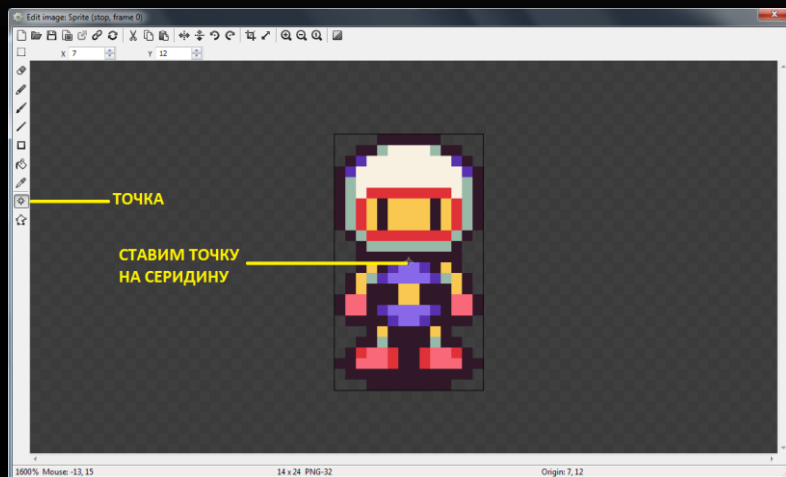 Edit image: Sprite (stop, frame 0)
X 7 Y 12
ТОЧКА
СТАВИМ ТОЧКУ
НА СЕРИДИНУ
1600% Mouse: -13, 15 14 x 24 PNG-32 Origin: 7, 12